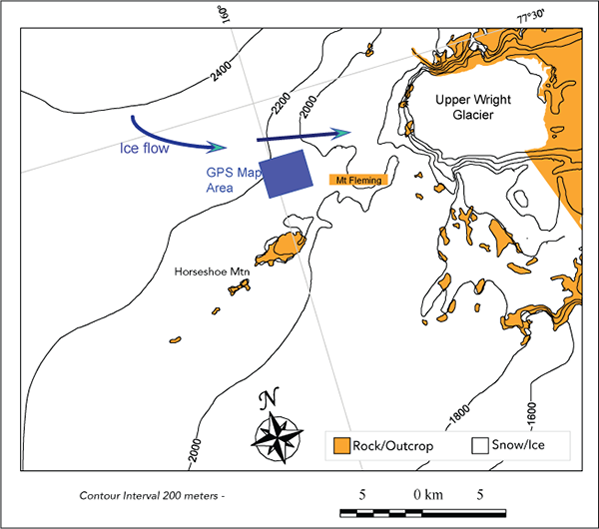 160°
77°30'
2400
2200
2000
Upper Wright
Glacier
Ice flow
GPS Map
Area
Mt Fleming
Horseshoe Mtn
N
2000
1800
1600
Rock/Outcrop
Snow/Ice
Contour Interval 200 meters -
5 0 km 5